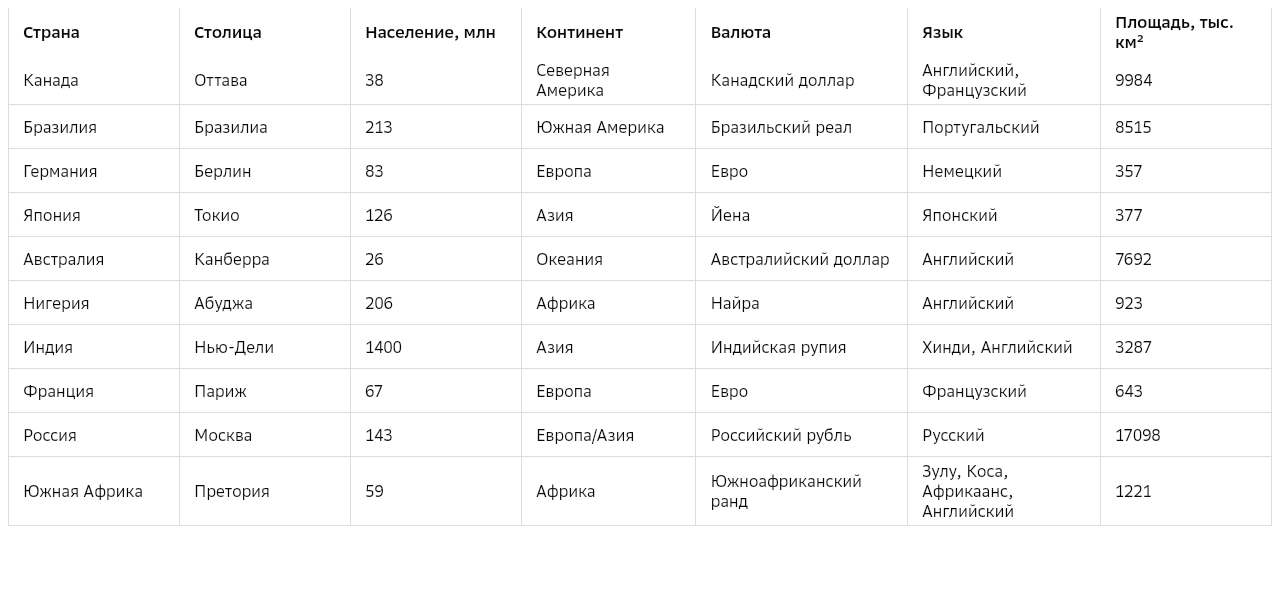 Страна Столица Население, млн Континент Валюта Язык Площадь, тыс. км²
Канада Оттава 38 Северная Америка Канадский доллар Английский, Французский 9984
Бразилия Бразилиа 213 Южная Америка Бразильский реал Португальский 8515
Германия Берлин 83 Европа Евро Немецкий 357
Япония Токио 126 Азия Йена Японский 377
Австралия Канберра 26 Океания Австралийский доллар Английский 7692
Нигерия Абуджа 206 Африка Найра Английский 923
Индия Нью-Дели 1400 Азия Индийская рупия Хинди, Английский 3287
Франция Париж 67 Европа Евро Французский 643
Россия Москва 143 Европа/Азия Российский рубль Русский 17098
Южная Африка Претория 59 Африка Южноафриканский ранд Зулу, Коса, Африкаанс, Английский 1221